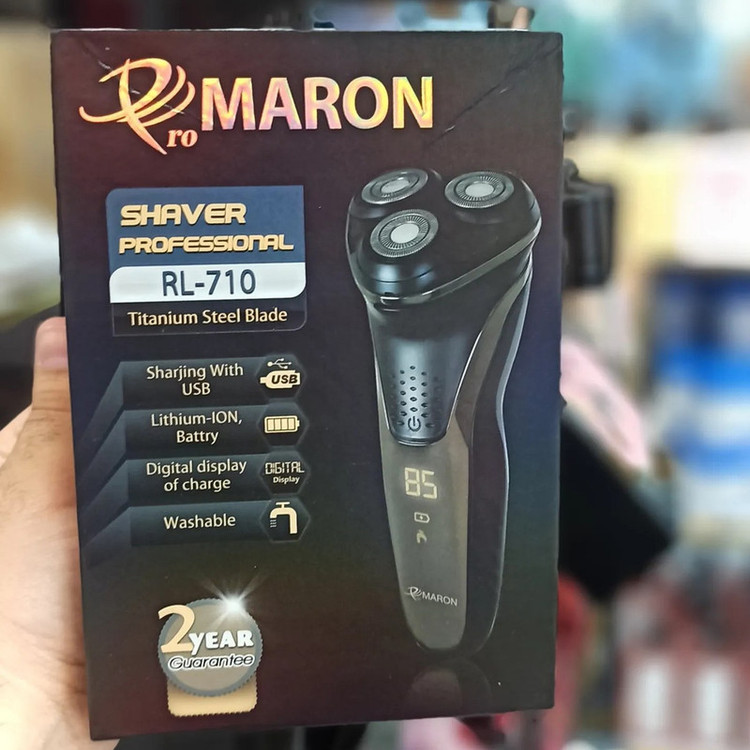 Pro MARON
SHAVER
PROFESSIONAL
RL-710
Titanium Steel Blade
Sharjing With
USB
USB
Lithium-ION,
Battry
Digital display
of charge
DIGITAL
Display
Washable
2 YEAR
Guarantee
85
MARON